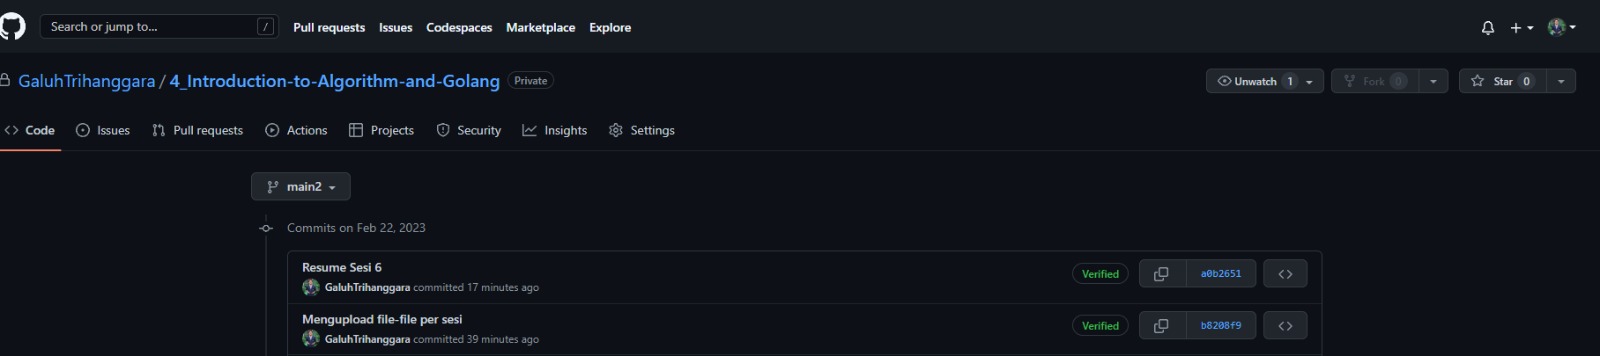 Search or jump to... /
Pull requests Issues Codespaces Marketplace Explore
GaluhTrihanggara / 4_Introduction-to-Algorithm-and-Golang Private
Unwatch 1 Fork 0 Star 0
Code Issues Pull requests Actions Projects Security Insights Settings
main2
Commits on Feb 22, 2023
Resume Sesi 6
GaluhTrihanggara committed 17 minutes ago
Verified a0b2651
Mengupload file-file per sesi
GaluhTrihanggara committed 39 minutes ago
Verified b8208f9